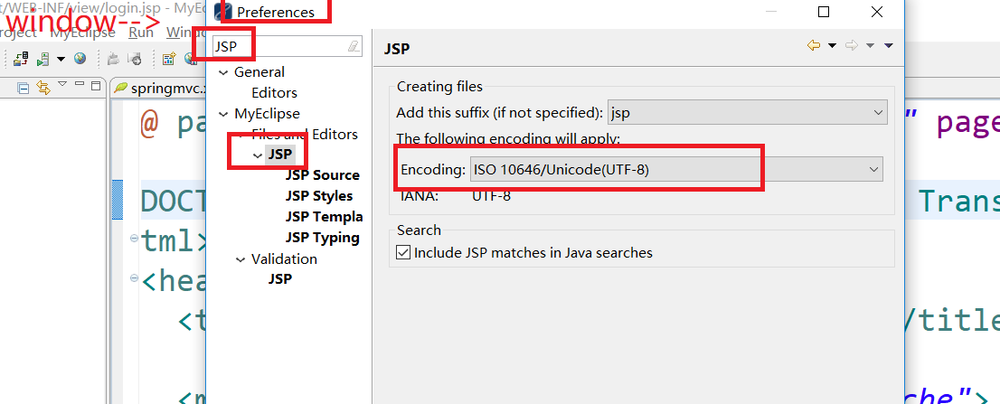 t/WEB-INF/view/login.jsp - MyEc
window-->
Preferences
MyEclipse Run
JSP
JSP
General
Editors
MyEclipse
Files and Editors
JSP
JSP Source
JSP Styles
JSP Templa
JSP Typing
Validation
JSP
Creating files
Add this suffix (if not specified): jsp
The following encoding will apply:
Encoding: ISO 10646/Unicode(UTF-8)
IANA: UTF-8
Search
Include JSP matches in Java searches
springmvc.x
@ pa
" page
DOCT
Trans
tml>
<hea
<t
/title
<m
che">